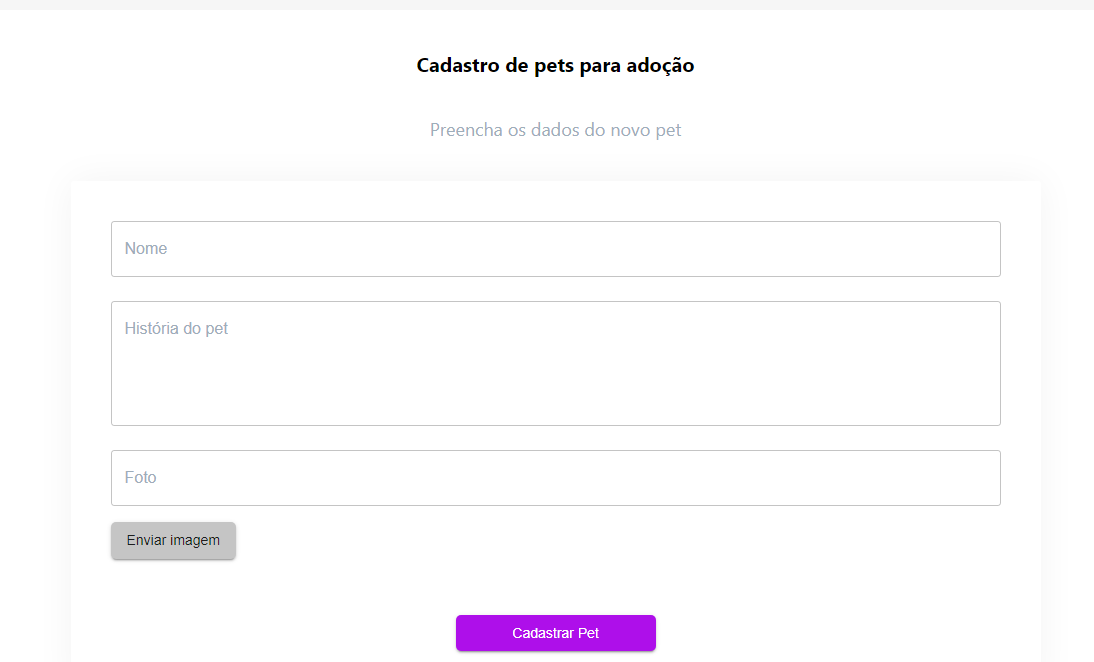 Cadastro de pets para adoção
Preencha os dados do novo pet
Nome
História do pet
Foto
Enviar imagem
Cadastrar Pet